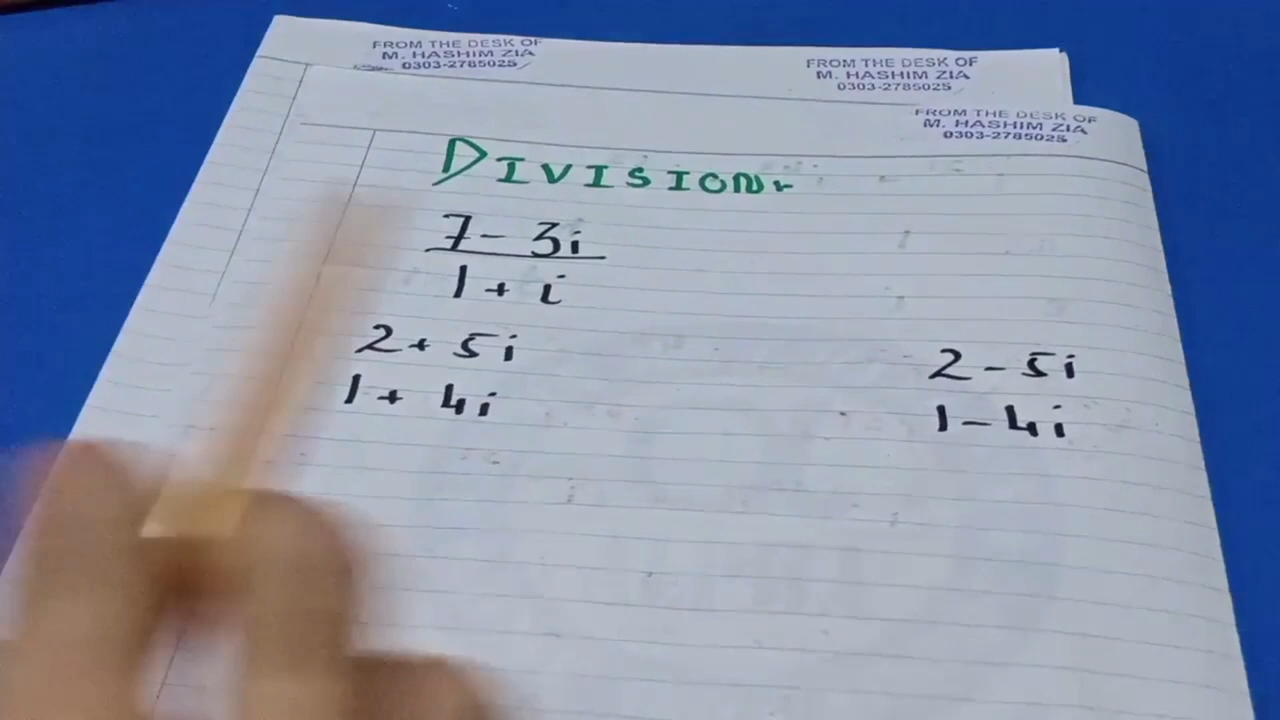 FROM THE DESK OF
M. HASHIM ZIA
0303-2785025
FROM THE DESK OF
M. HASHIM ZIA
0303-2785025
FROM THE DESK OF
M. HASHIM ZIA
0303-2785025
DIVISION:-
7 - 3i
1 + i
2 + 5i
2 - 5i
1 + 4i
1 - 4i